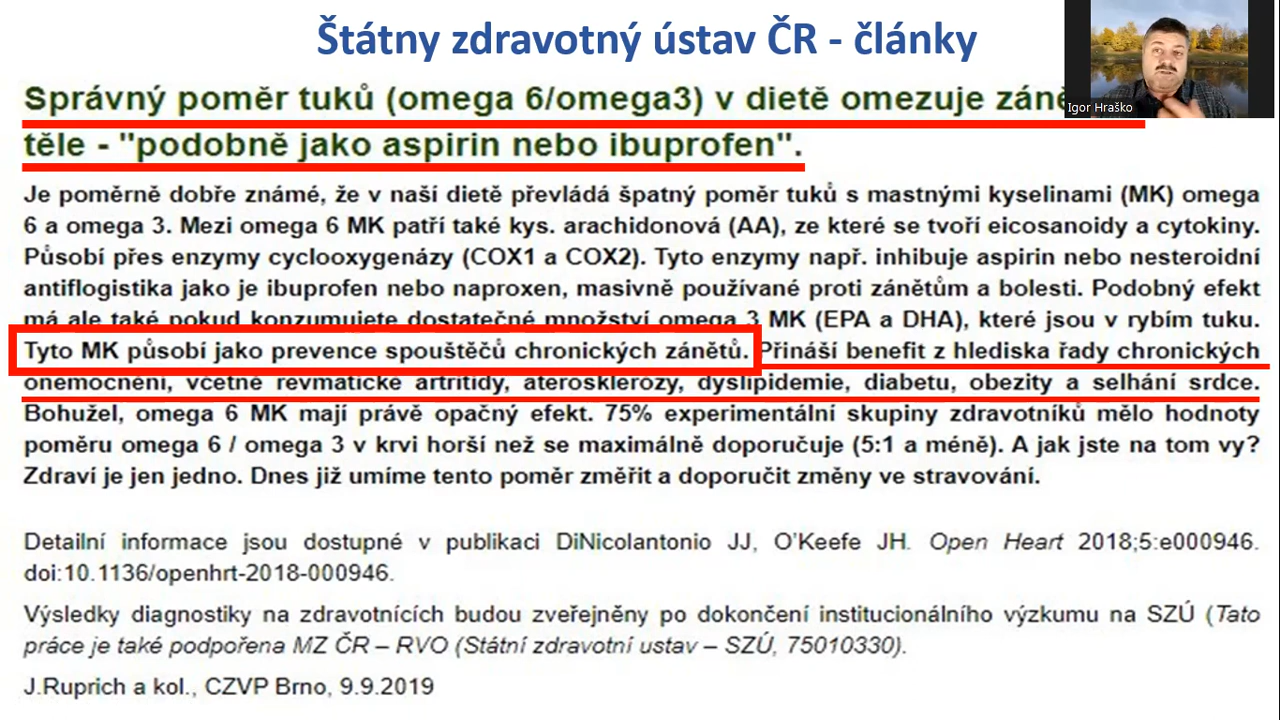 Štátny zdravotný ústav ČR - články
Igor Hraško
Správný poměr tuků (omega 6/omega3) v dietě omezuje
těle - "podobně jako aspirin nebo ibuprofen".
Je poměrně dobře známé, že v naší dietě převládá špatný poměr tuků s mastnými kyselinami (MK) omega
6 a omega 3. Mezi omega 6 MK patří také kys. arachidonová (AA), ze které se tvoří eicosanoidy a cytokiny.
Působí přes enzymy cyclooxygenázy (COX1 a COX2). Tyto enzymy např. inhibuje aspirin nebo nesteroidní
antiflogistika jako je ibuprofen nebo naproxen, masivně používané proti zánětům a bolesti. Podobný efekt
má ale také pokud konzumujete dostatečné množství omega 3 MK (EPA a DHA), které jsou v rybím tuku.
Tyto MK působí jako prevence spouštěčů chronických zánětů. Přináší benefit z hlediska řady chronických
onemocnění, včetně revmatické artritidy, aterosklerózy, dyslipidemie, diabetu, obezity a selhání srdce.
Bohužel, omega 6 MK mají právě opačný efekt. 75% experimentální skupiny zdravotníků mělo hodnoty
poměru omega 6 / omega 3 v krvi horší než se maximálně doporučuje (5:1 a méně). A jak jste na tom vy?
Zdraví je jen jedno. Dnes již umíme tento poměr změřit a doporučit změny ve stravování.
Detailní informace jsou dostupné v publikaci DiNicolantonio JJ, O'Keefe JH. Open Heart 2018;5:e000946.
doi:10.1136/openhrt-2018-000946.
Výsledky diagnostiky na zdravotnících budou zveřejněny po dokončení institucionálního výzkumu na SZÚ (Tato
práce je také podpořena MZ ČR – RVO (Státní zdravotní ustav – SZÚ, 75010330).
J.Ruprich a kol., CZVP Brno, 9.9.2019